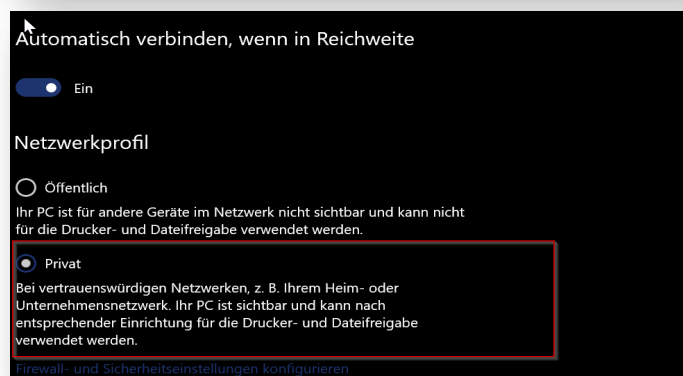 Automatisch verbinden, wenn in Reichweite
Ein
Netzwerkprofil
Öffentlich
Ihr PC ist für andere Geräte im Netzwerk nicht sichtbar und kann nicht
für die Drucker- und Dateifreigabe verwendet werden.
Privat
Bei vertrauenswürdigen Netzwerken, z. B. Ihrem Heim- oder
Unternehmensnetzwerk. Ihr PC ist sichtbar und kann nach
entsprechender Einrichtung für die Drucker- und Dateifreigabe
verwendet werden.
Firewall- und Sicherheitseinstellungen konfigurieren